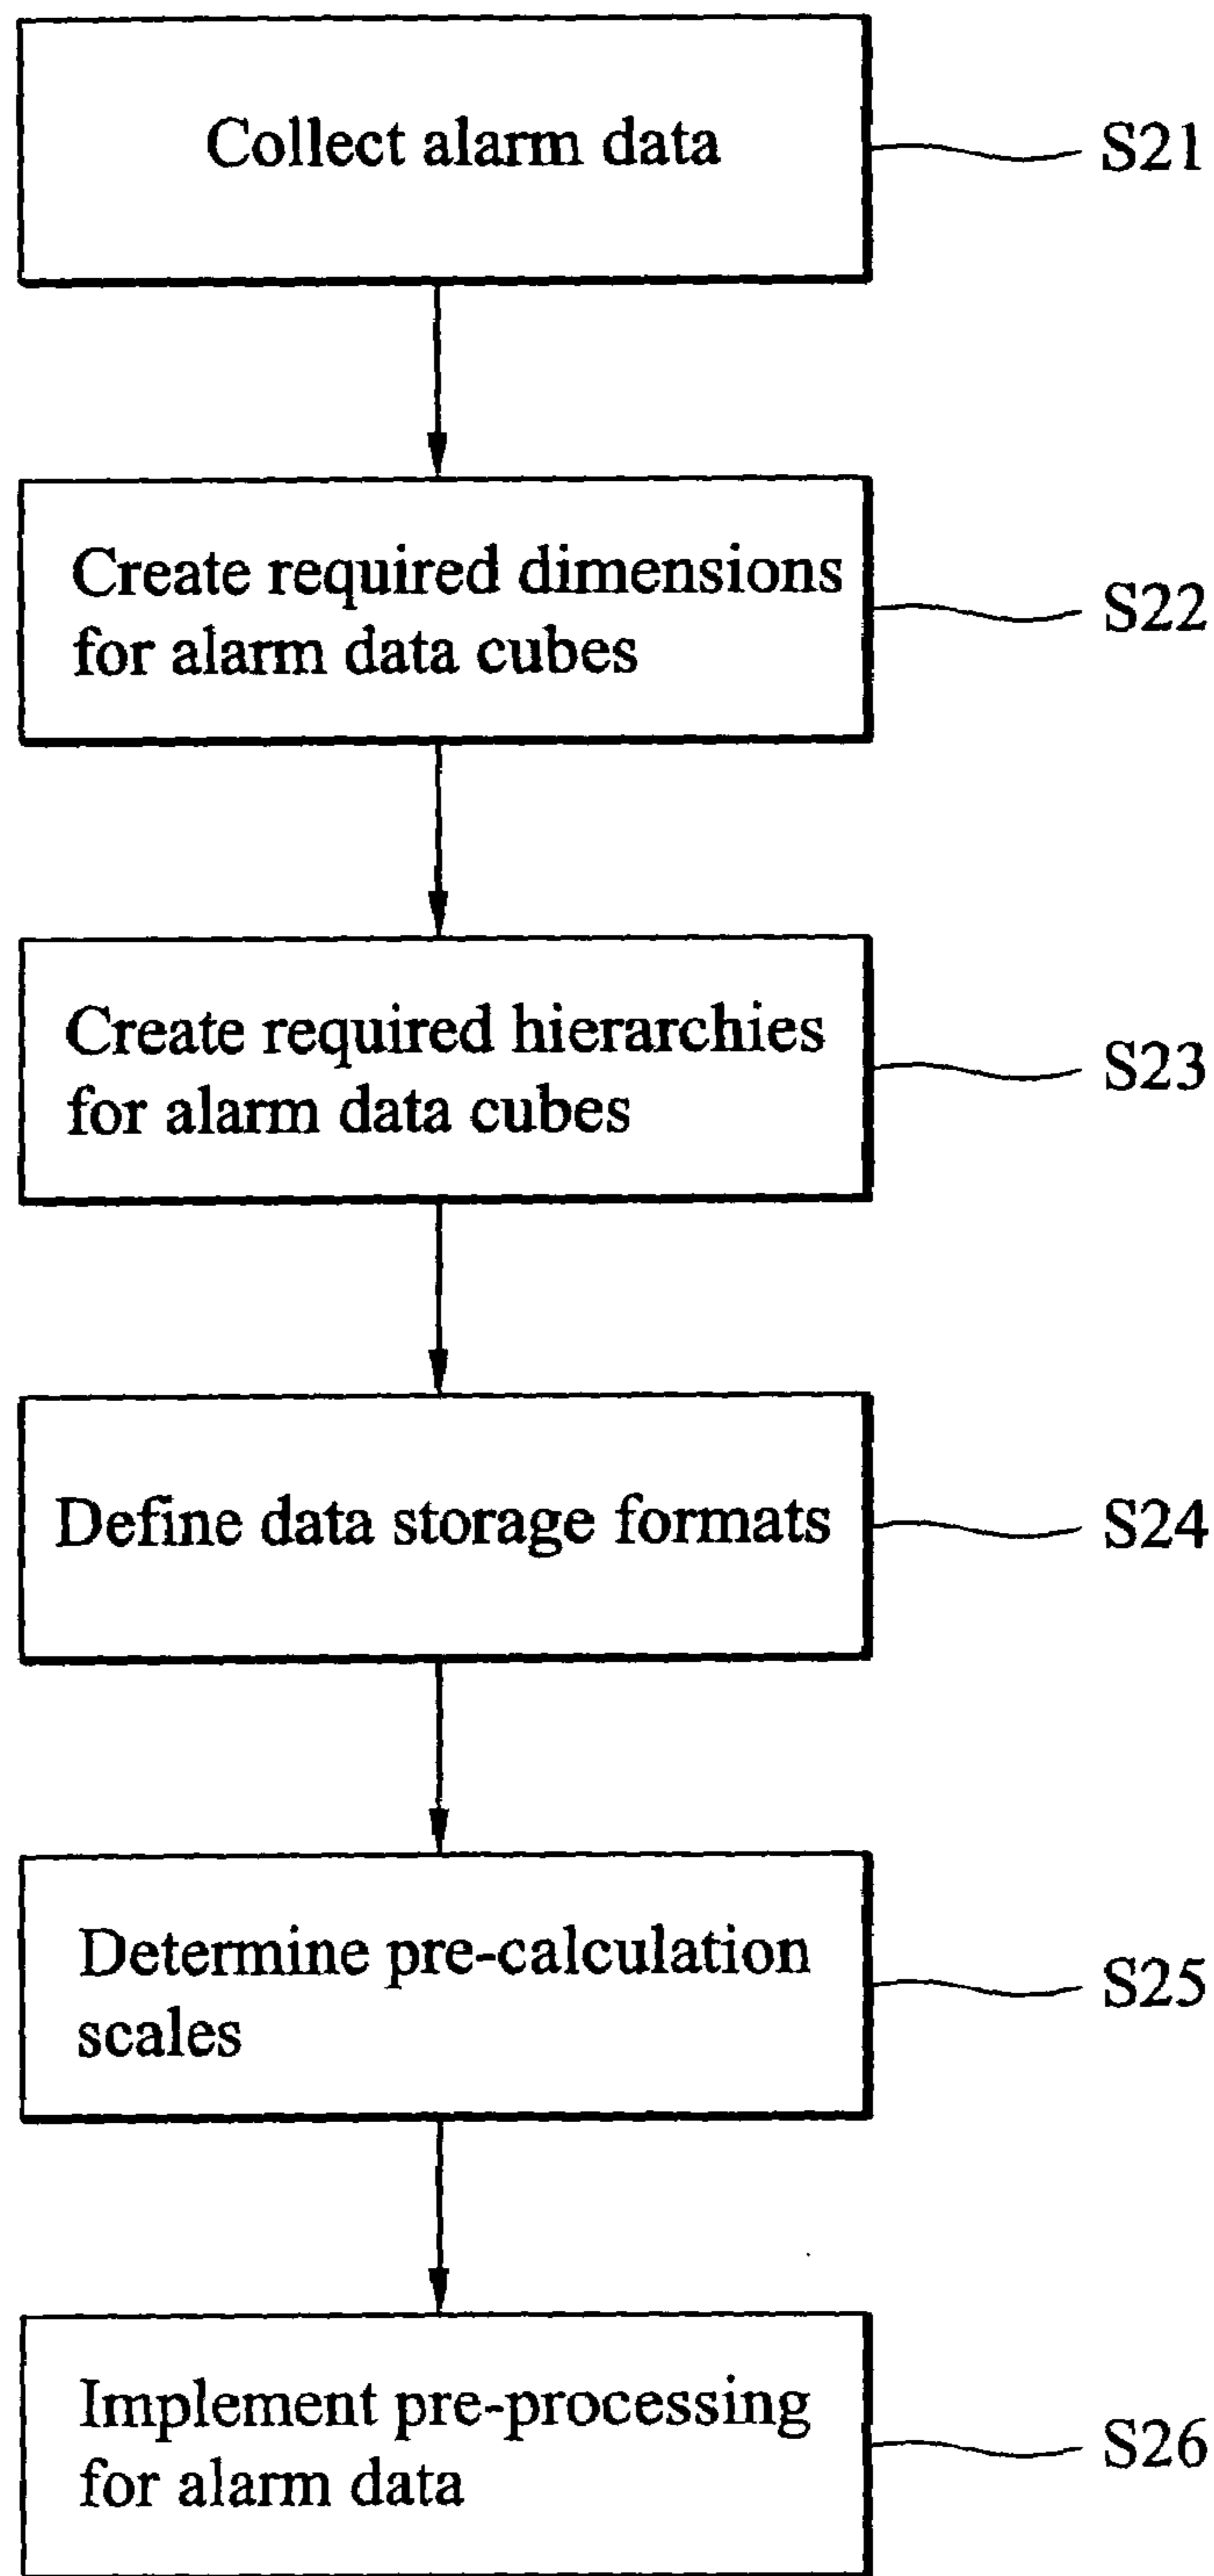 Collect alarm data
S21
Create required dimensions
for alarm data cubes
S22
Create required hierarchies
for alarm data cubes
S23
Define data storage formats
S24
Determine pre-calculation
scales
S25
Implement pre-processing
for alarm data
S26